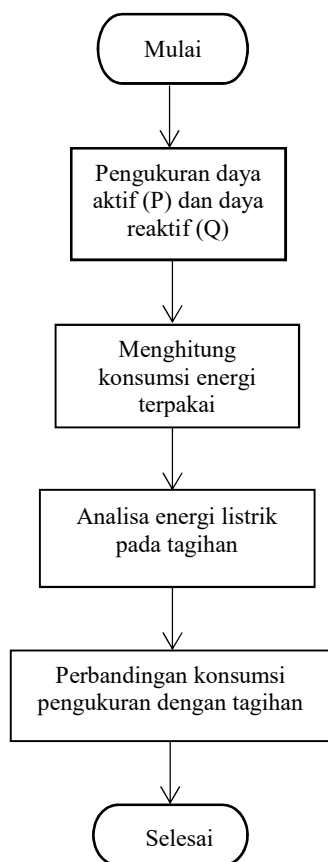 Mulai
Pengukuran daya
aktif (P) dan daya
reaktif (Q)
Menghitung
konsumsi energi
terpakai
Analisa energi listrik
pada tagihan
Perbandingan konsumsi
pengukuran dengan tagihan
Selesai